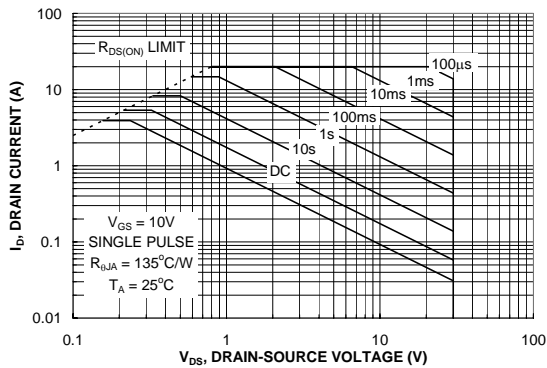 100
10
1
0.1
0.01
I_D, DRAIN CURRENT (A)
R_DS(ON) LIMIT
100µs
1ms
10ms
100ms
1s
10s
DC
V_GS = 10V
SINGLE PULSE
R_θJA = 135°C/W
T_A = 25°C
0.1
1
10
100
V_DS, DRAIN-SOURCE VOLTAGE (V)